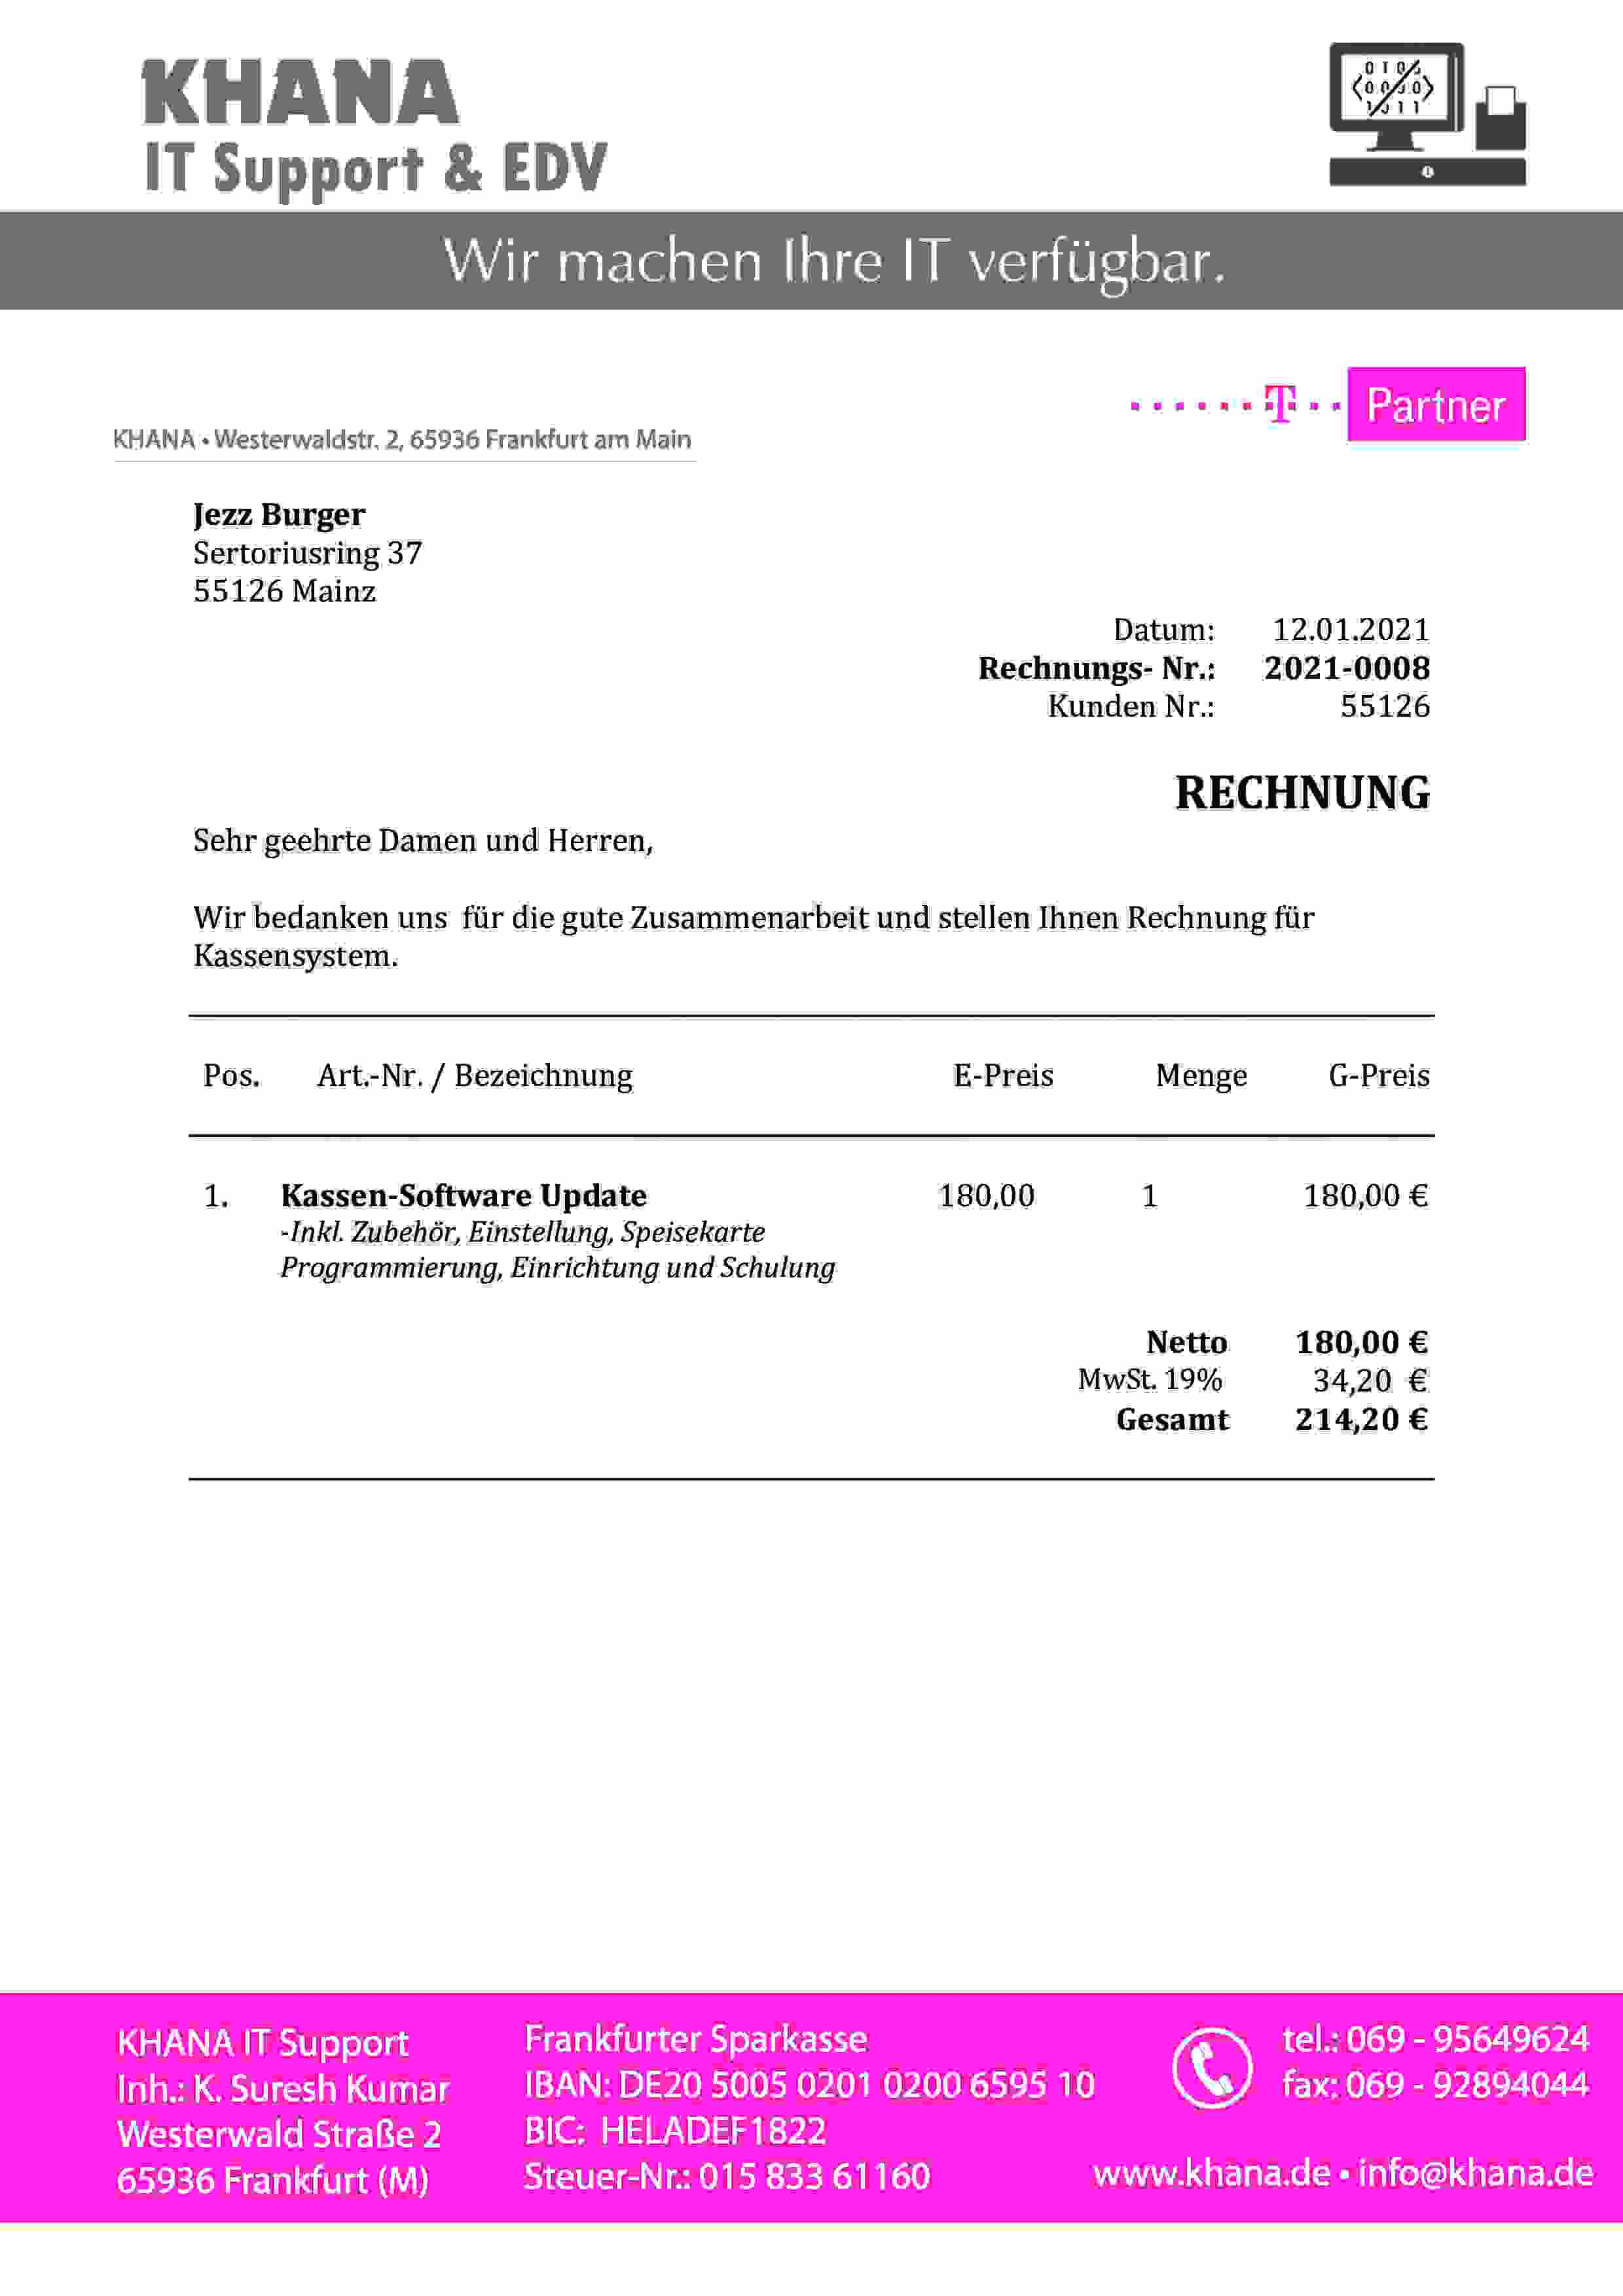 KHANA
IT Support & EDV
Wir machen Ihre IT verfügbar.
T Partner
KHANA • Westerwaldstr. 2, 65936 Frankfurt am Main
Jezz Burger
Sertoriusring 37
55126 Mainz
Datum: 12.01.2021
Rechnungs- Nr.: 2021-0008
Kunden Nr.: 55126
RECHNUNG
Sehr geehrte Damen und Herren,
Wir bedanken uns für die gute Zusammenarbeit und stellen Ihnen Rechnung für
Kassensystem.
Pos. Art.-Nr. / Bezeichnung E-Preis Menge G-Preis
1. Kassen-Software Update 180,00 1 180,00 €
-Inkl. Zubehör, Einstellung, Speisekarte
Programmierung, Einrichtung und Schulung
Netto 180,00 €
MwSt. 19% 34,20 €
Gesamt 214,20 €
KHANA IT Support
Inh.: K. Suresh Kumar
Westerwald Straße 2
65936 Frankfurt (M)
Frankfurter Sparkasse
IBAN: DE20 5005 0201 0200 6595 10
BIC: HELADEF1822
Steuer-Nr.: 015 833 61160
tel.: 069 - 95649624
fax: 069 - 92894044
www.khana.de • info@khana.de